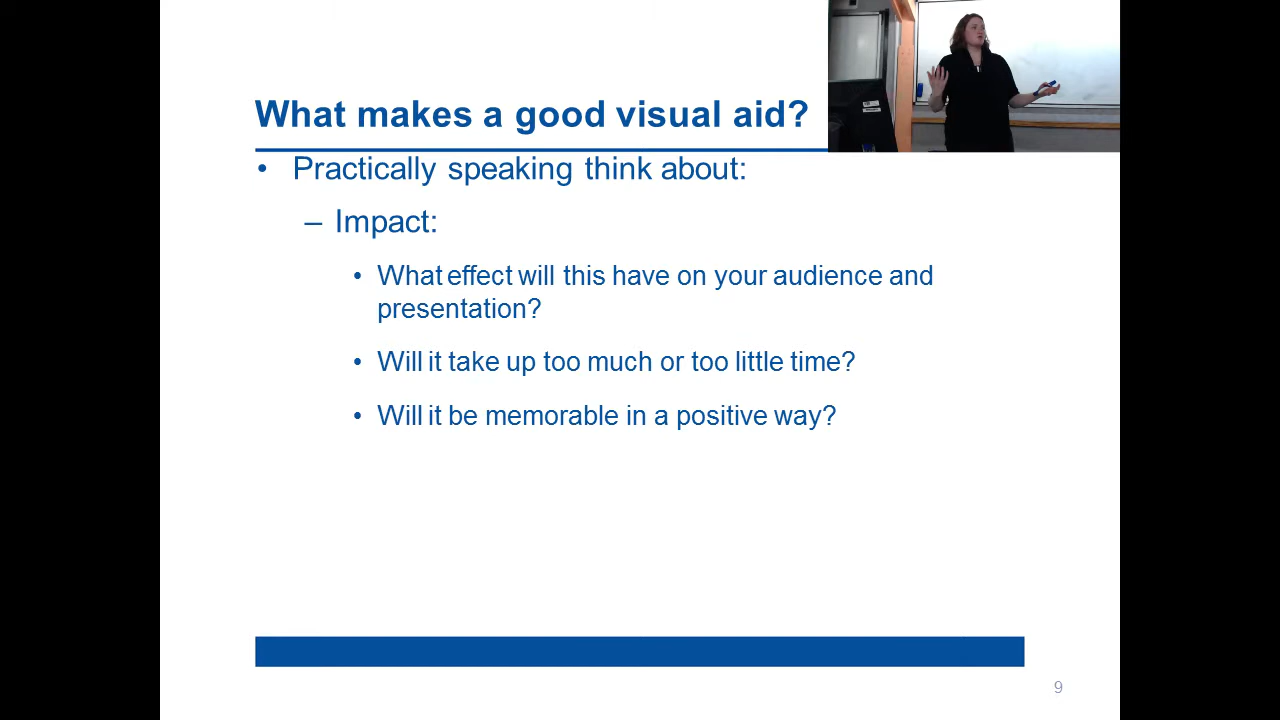 What makes a good visual aid?
• Practically speaking think about:
– Impact:
• What effect will this have on your audience and
presentation?
• Will it take up too much or too little time?
• Will it be memorable in a positive way?
9